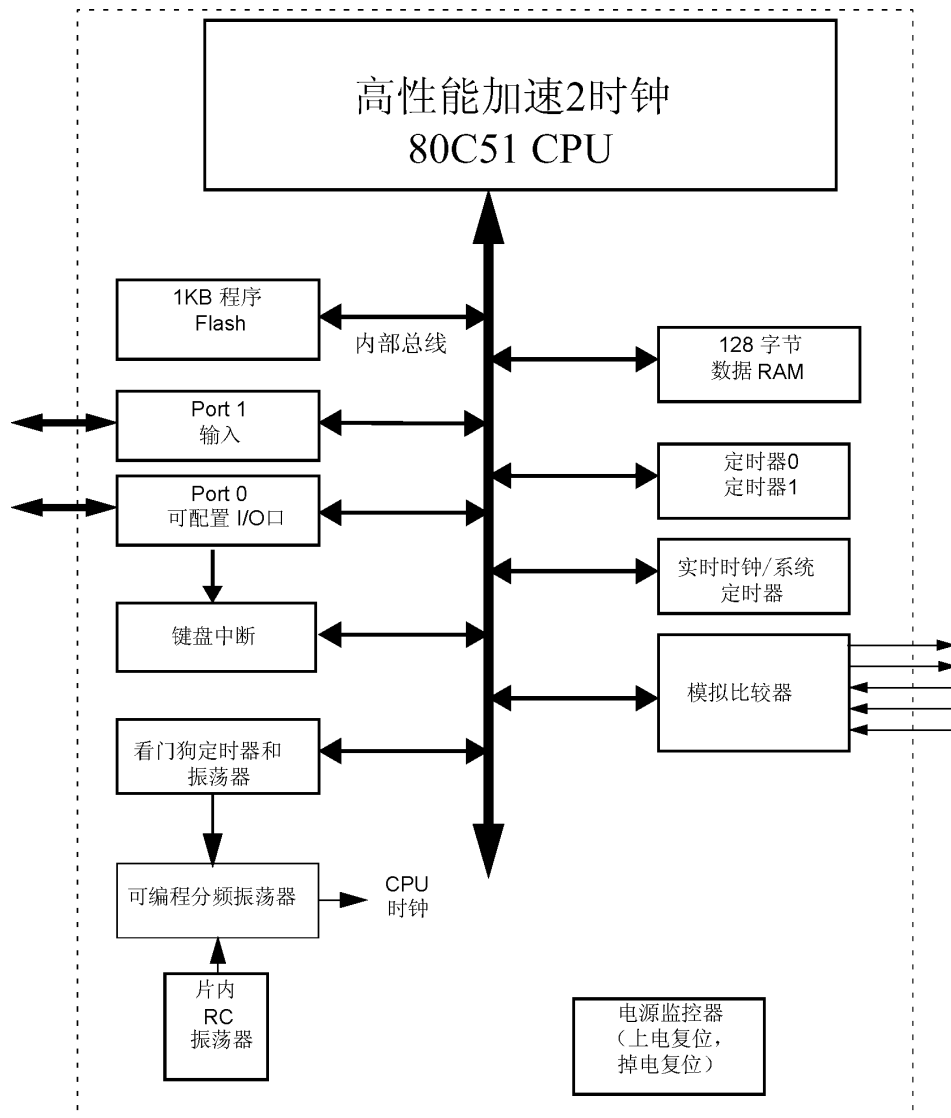 高性能加速2时钟
80C51 CPU
1KB 程序
Flash
内部总线
128 字节
数据 RAM
Port 1
输入
定时器0
定时器1
Port 0
可配置 I/O口
实时时钟/系统
定时器
键盘中断
模拟比较器
看门狗定时器和
振荡器
可编程分频振荡器
CPU
时钟
片内
RC
振荡器
电源监控器
（上电复位，
掉电复位）